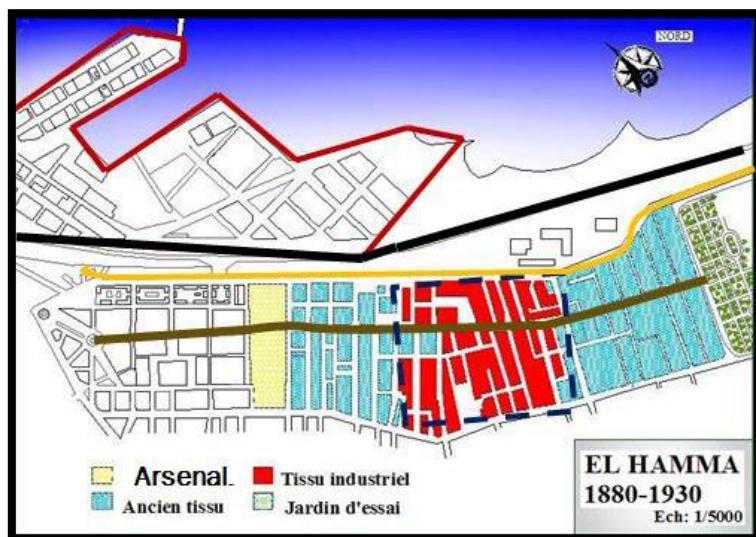 NORD
Arsenal.
Tissu industriel
Ancien tissu
Jardin d'essai
EL HAMMA
1880-1930
Ech: 1/5000